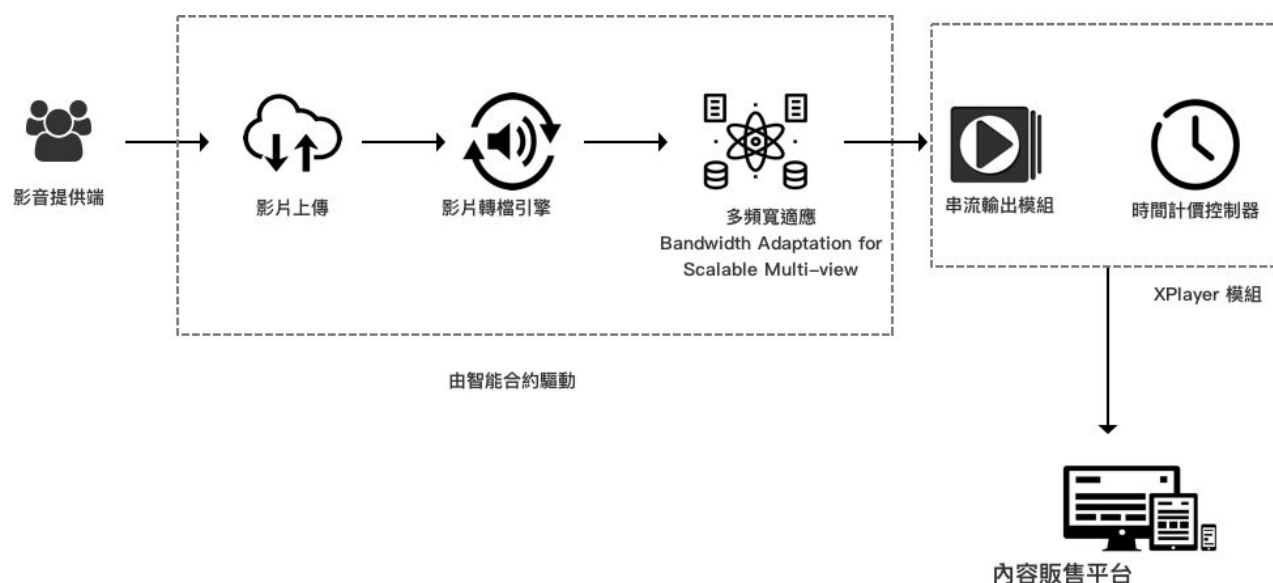 影音提供端
影片上傳
影片轉檔引擎
多頻寬適應
Bandwidth Adaptation for
Scalable Multi-view
由智能合約驅動
串流輸出模組
時間計價控制器
XPlayer 模組
內容販售平台